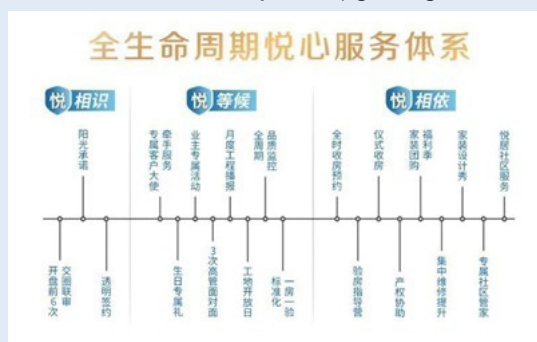 全生命周期悦心服务体系
悦 相识
悦 等候
悦 相依
阳光承诺
专属客户大使
牵手服务
业主专属活动
月度工程播报
全周期
品质监控
全时收房预约
仪式收房
家装团购
福利季
家装设计秀
悦居社区服务
开盘前6次
交圈联审
透明签约
生日专属礼
3次高管面对面
工地开放日
标准化
一房一验
验房指导营
产权协助
集中维修提升
专属社区管家